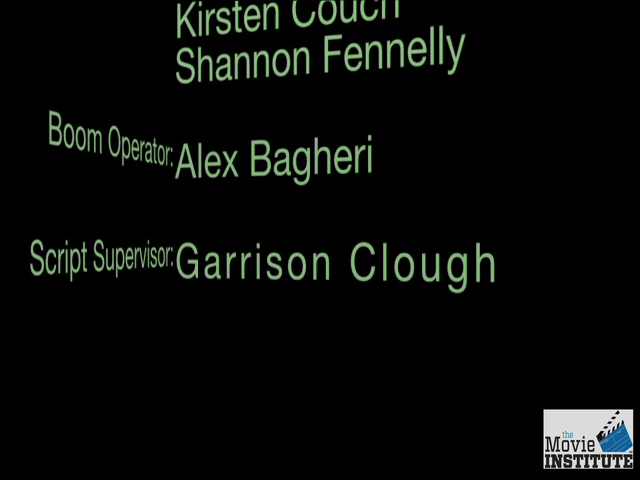 Kirsten Couch
Shannon Fennelly
Boom Operator: Alex Bagheri
Script Supervisor: Garrison Clough
the
Movie
INSTITUTE